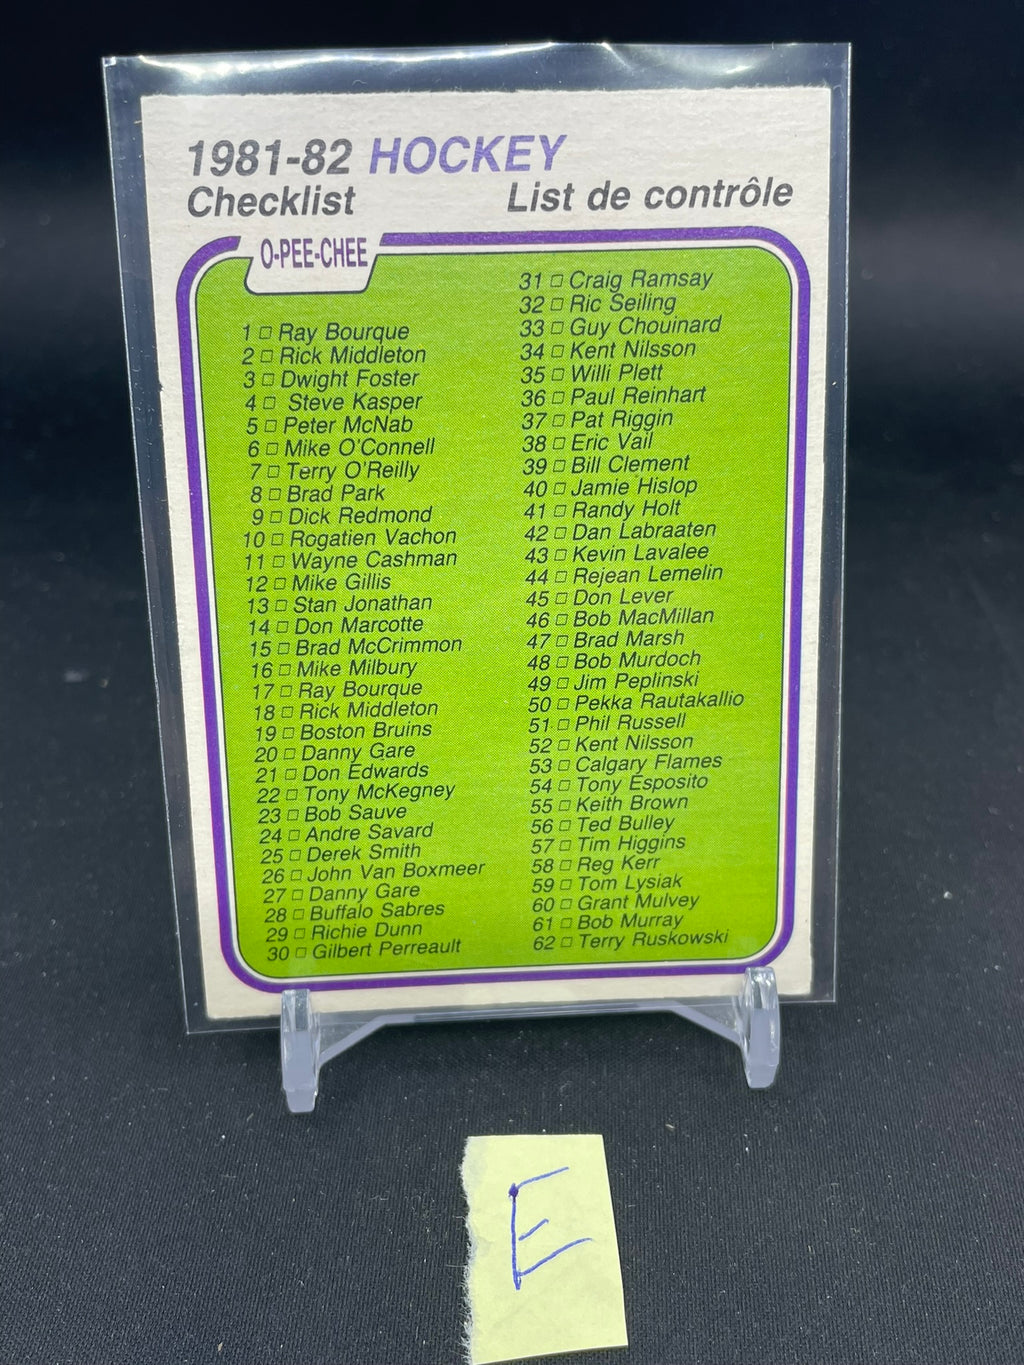 1981-82 HOCKEY
Checklist List de contrôle
O-PEE-CHEE
1 □ Ray Bourque
2 □ Rick Middleton
3 □ Dwight Foster
4 □ Steve Kasper
5 □ Peter McNab
6 □ Mike O'Connell
7 □ Terry O'Reilly
8 □ Brad Park
9 □ Dick Redmond
10 □ Rogatien Vachon
11 □ Wayne Cashman
12 □ Mike Gillis
13 □ Stan Jonathan
14 □ Don Marcotte
15 □ Brad McCrimmon
16 □ Mike Milbury
17 □ Ray Bourque
18 □ Rick Middleton
19 □ Boston Bruins
20 □ Danny Gare
21 □ Don Edwards
22 □ Tony McKegney
23 □ Bob Sauve
24 □ Andre Savard
25 □ Derek Smith
26 □ John Van Boxmeer
27 □ Danny Gare
28 □ Buffalo Sabres
29 □ Richie Dunn
30 □ Gilbert Perreault
31 □ Craig Ramsay
32 □ Ric Seiling
33 □ Guy Chouinard
34 □ Kent Nilsson
35 □ Willi Plett
36 □ Paul Reinhart
37 □ Pat Riggin
38 □ Eric Vail
39 □ Bill Clement
40 □ Jamie Hislop
41 □ Randy Holt
42 □ Dan Labraaten
43 □ Kevin Lavalee
44 □ Rejean Lemelin
45 □ Don Lever
46 □ Bob MacMillan
47 □ Brad Marsh
48 □ Bob Murdoch
49 □ Jim Peplinski
50 □ Pekka Rautakallio
51 □ Phil Russell
52 □ Kent Nilsson
53 □ Calgary Flames
54 □ Tony Esposito
55 □ Keith Brown
56 □ Ted Bulley
57 □ Tim Higgins
58 □ Reg Kerr
59 □ Tom Lysiak
60 □ Grant Mulvey
61 □ Bob Murray
62 □ Terry Ruskowski
E